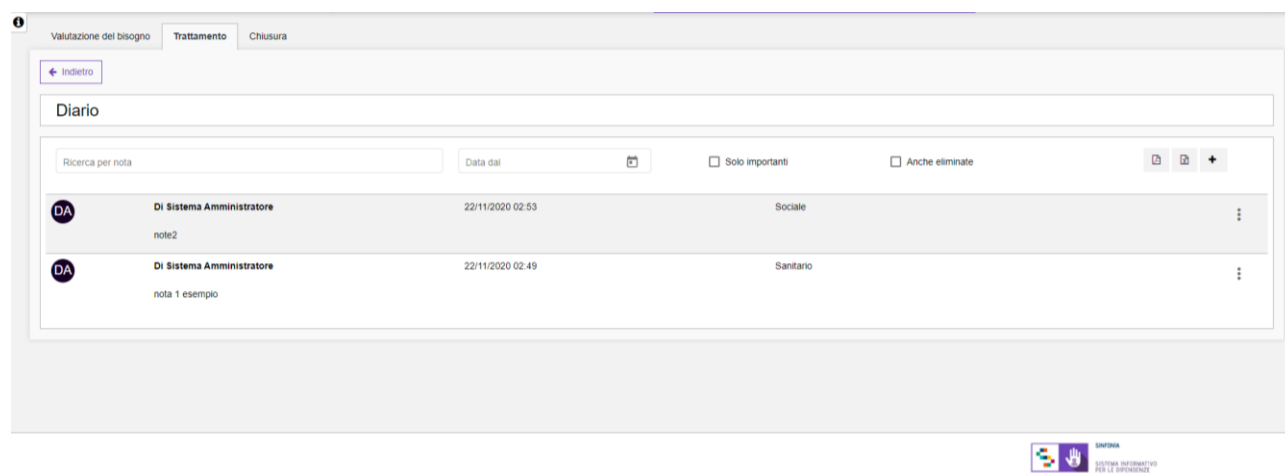 Valutazione del bisogno Trattamento Chiusura
Indietro
Diario
Ricerca per nota Data dal Solo importanti Anche eliminate
DA Di Sistema Amministratore 22/11/2020 02:53 Sociale
note2
DA Di Sistema Amministratore 22/11/2020 02:49 Sanitario
nota 1 esempio
SINFONIA
SISTEMA INFORMATIVO
PER LE DIPENDENZE